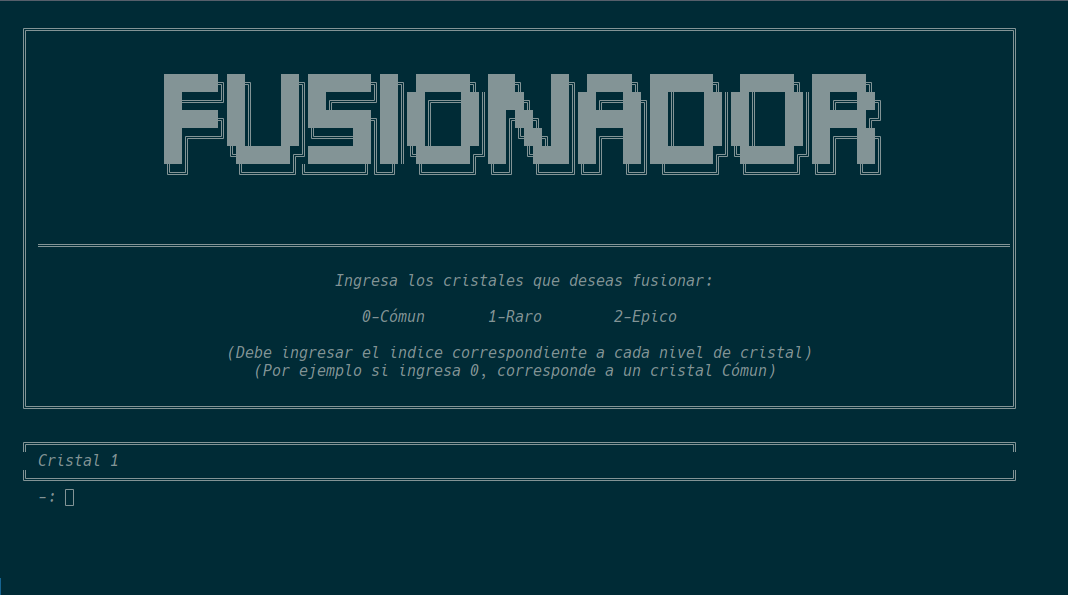 FUSIONADOR
Ingresa los cristales que deseas fusionar:
0-Cómun 1-Raro 2-Epico
(Debe ingresar el indice correspondiente a cada nivel de cristal)
(Por ejemplo si ingresa 0, corresponde a un cristal Cómun)
Cristal 1
-: